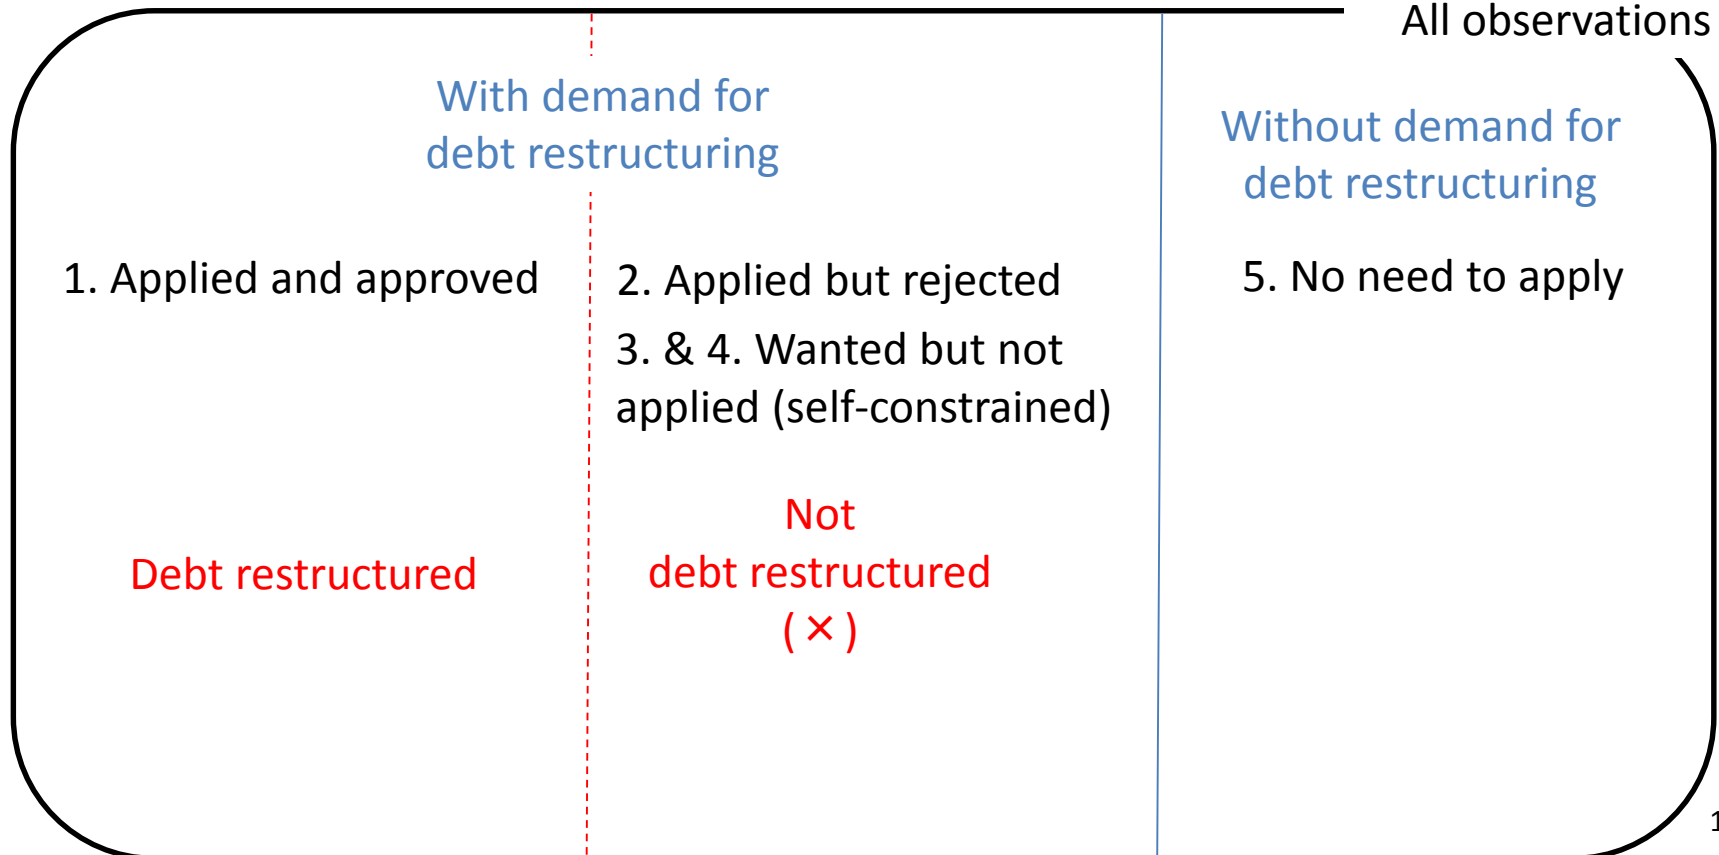 All observations
With demand for
debt restructuring
Without demand for
debt restructuring
1. Applied and approved
2. Applied but rejected
3. & 4. Wanted but not
applied (self-constrained)
5. No need to apply
Debt restructured
Not
debt restructured
(×)
1